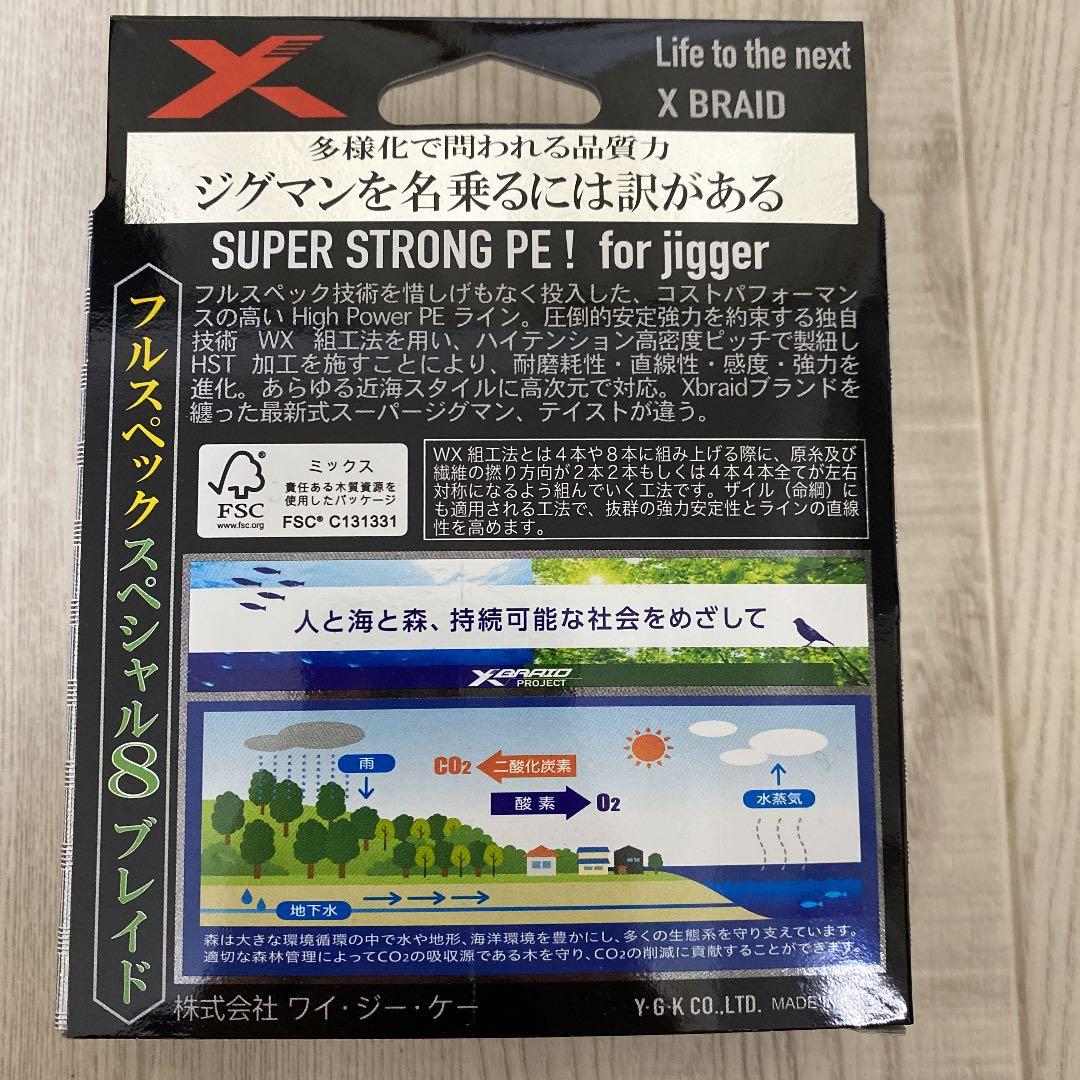 Life to the next
X BRAID
多様化で問われる品質力
ジグマンを名乗るには訳がある
SUPER STRONG PE! for jigger
フルスペック技術を惜しげもなく投入した、コストパフォーマン
スの高い High Power PE ライン。圧倒的安定強力を約束する独自
技術 WX 組工法を用い、ハイテンション高密度ピッチで製紐し
HST 加工を施すことにより、耐磨耗性・直線性・感度・強力を
進化。あらゆる近海スタイルに高次元で対応。Xbraidブランドを
纏った最新式スーパージグマン、テイストが違う。
フルスペックスペシャル8ブレイド
FSC
www.fsc.org
ミックス
責任ある木質資源を
使用したパッケージ
FSC® C131331
WX 組工法とは4本や8本に組み上げる際に、原糸及び
繊維の撚り方向が2本2本もしくは4本4本全てが左右
対称になるよう組んでいく工法です。ザイル(命綱)に
も適用される工法で、抜群の強力安定性とラインの直線
性を高めます。
人と海と森、持続可能な社会をめざして
X BRAID
PROJECT
雨
CO2
二酸化炭素
酸素
O2
水蒸気
地下水
森は大きな環境循環の中で水や地形、海洋環境を豊かにし、多くの生態系を守り支えています。
適切な森林管理によってCO2の吸収源である木を守り、CO2の削減に貢献することができます。
株式会社 ワイ・ジー・ケー
Y・G・K CO.,LTD. MADE